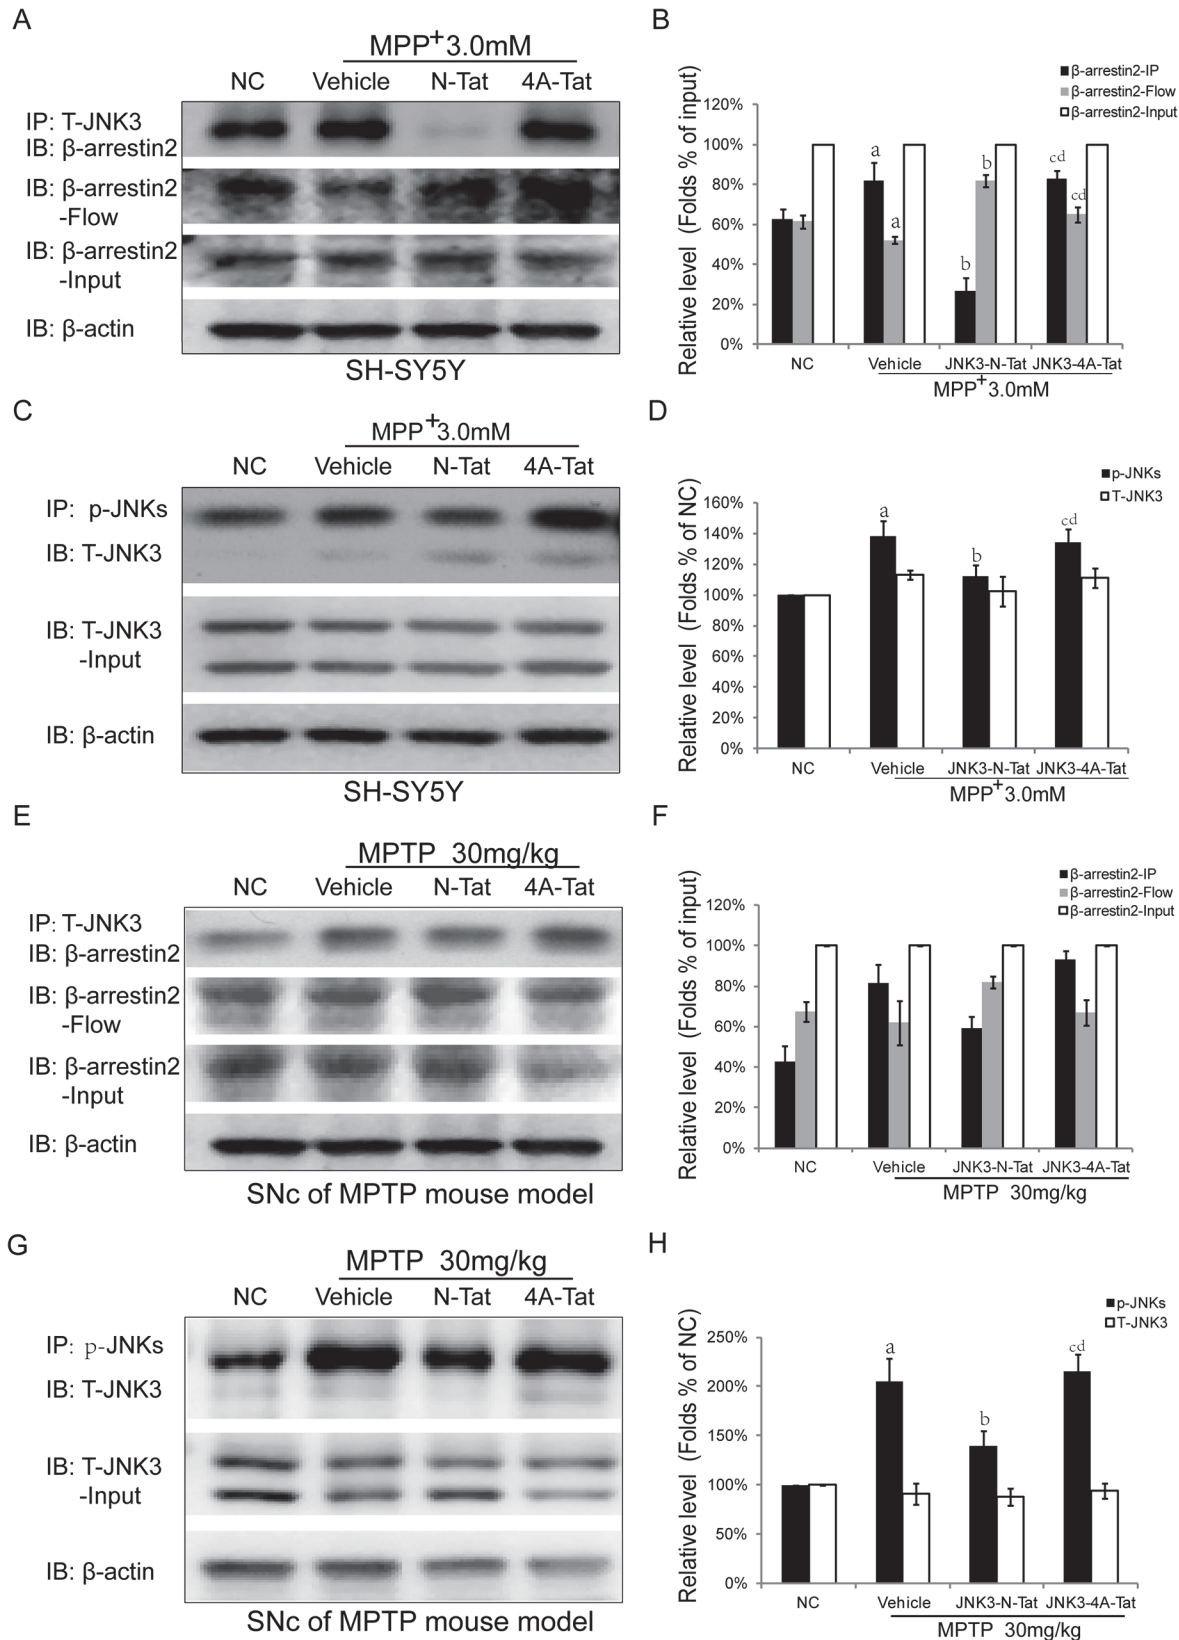 A
MPP+3.0mM
NC Vehicle N-Tat 4A-Tat
IP: T-JNK3
IB: β-arrestin2
IB: β-arrestin2
-Flow
IB: β-arrestin2
-Input
IB: β-actin
SH-SY5Y
B
β-arrestin2-IP
β-arrestin2-Flow
β-arrestin2-Input
Relative level (Folds % of input)
120%
100%
80%
60%
40%
20%
0%
a
a
b
b
cd
cd
NC Vehicle JNK3-N-Tat JNK3-4A-Tat
MPP+3.0mM
C
MPP+3.0mM
NC Vehicle N-Tat 4A-Tat
IP: p-JNKs
IB: T-JNK3
IB: T-JNK3
-Input
IB: β-actin
SH-SY5Y
D
p-JNKs
T-JNK3
Relative level (Folds % of NC)
160%
140%
120%
100%
80%
60%
40%
20%
0%
a
b
cd
NC Vehicle JNK3-N-Tat JNK3-4A-Tat
MPP+3.0mM
E
MPTP 30mg/kg
NC Vehicle N-Tat 4A-Tat
IP: T-JNK3
IB: β-arrestin2
IB: β-arrestin2
-Flow
IB: β-arrestin2
-Input
IB: β-actin
SNc of MPTP mouse model
F
β-arrestin2-IP
β-arrestin2-Flow
β-arrestin2-Input
Relative level (Folds % of input)
120%
100%
80%
60%
40%
20%
0%
NC Vehicle JNK3-N-Tat JNK3-4A-Tat
MPTP 30mg/kg
G
MPTP 30mg/kg
NC Vehicle N-Tat 4A-Tat
IP: p-JNKs
IB: T-JNK3
IB: T-JNK3
-Input
IB: β-actin
SNc of MPTP mouse model
H
p-JNKs
T-JNK3
Relative level (Folds % of NC)
250%
200%
150%
100%
50%
0%
a
b
cd
NC Vehicle JNK3-N-Tat JNK3-4A-Tat
MPTP 30mg/kg